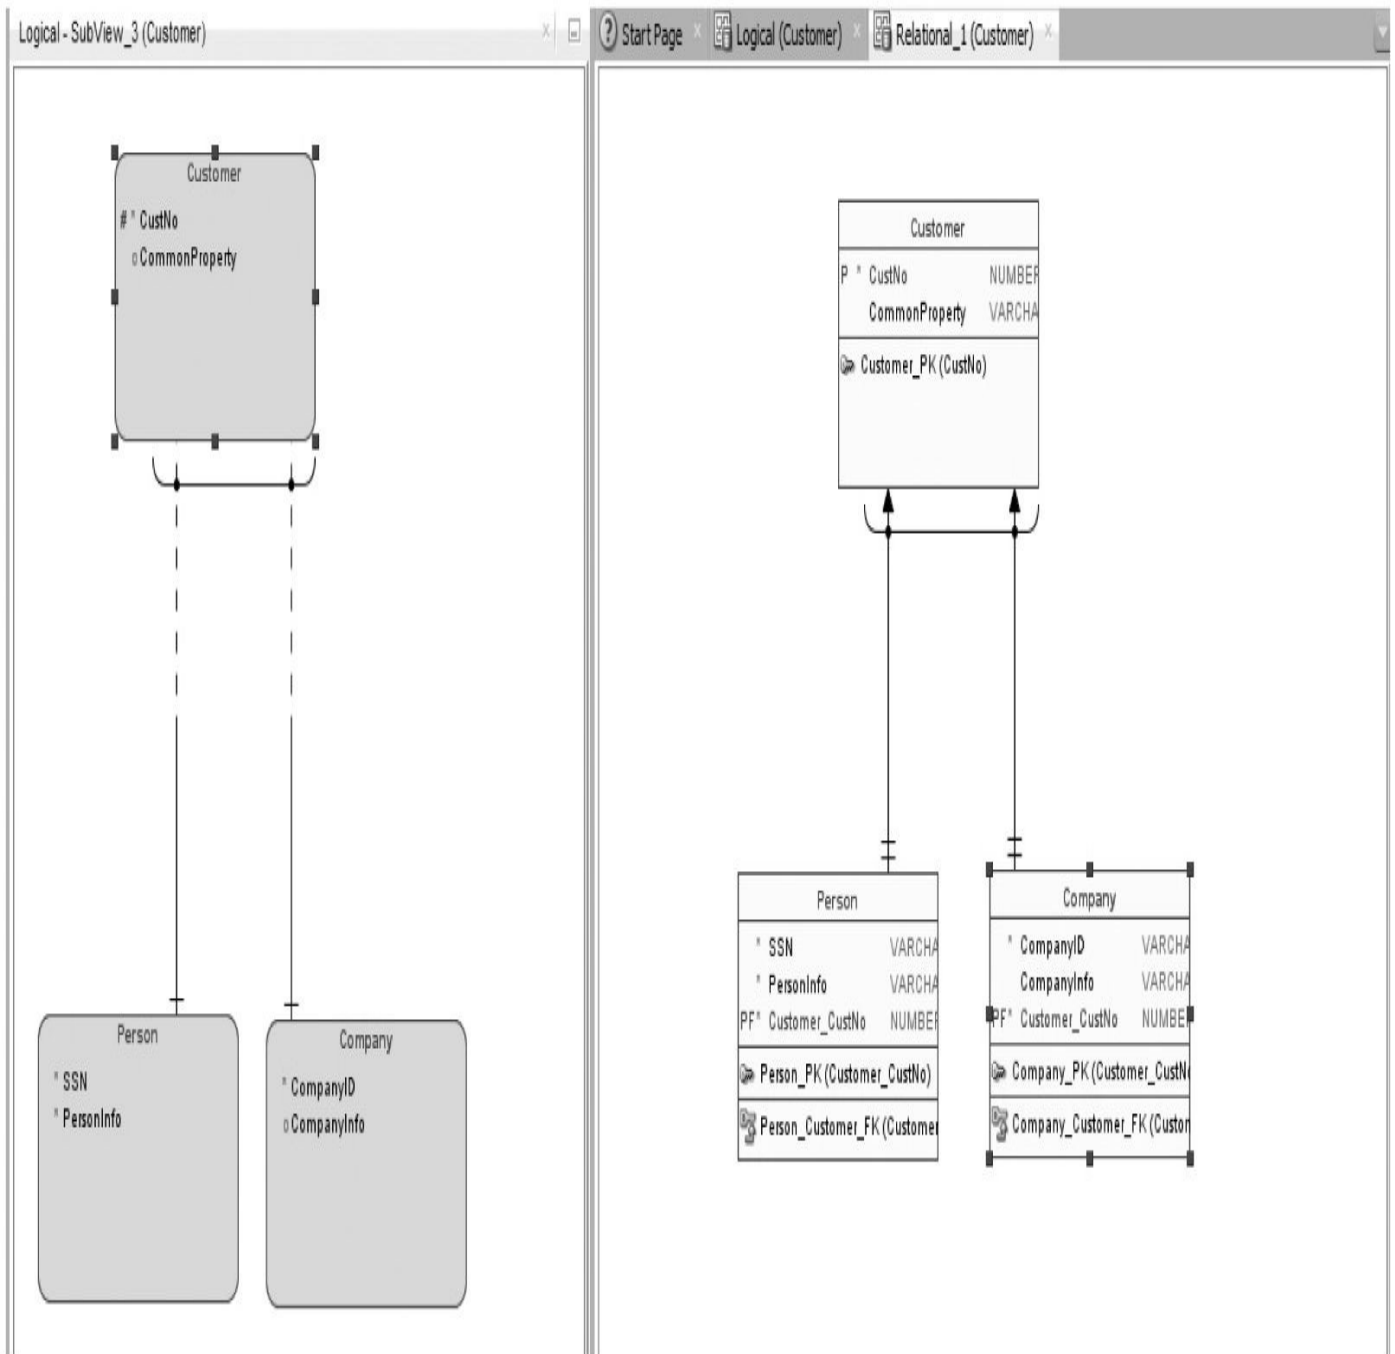 Logical - SubView_3 (Customer)
Start Page
Logical (Customer)
Relational_1 (Customer)
Customer
# * CustNo
o CommonProperty
Person
* SSN
* PersonInfo
Company
* CompanyID
o CompanyInfo
Customer
P * CustNo NUMBER
CommonProperty VARCHA
Customer_PK (CustNo)
Person
* SSN VARCHA
* PersonInfo VARCHA
PF* Customer_CustNo NUMBER
Person_PK (Customer_CustNo)
Person_Customer_FK (Customer
Company
* CompanyID VARCHA
CompanyInfo VARCHA
PF* Customer_CustNo NUMBE
Company_PK (Customer_CustN
Company_Customer_FK (Custon